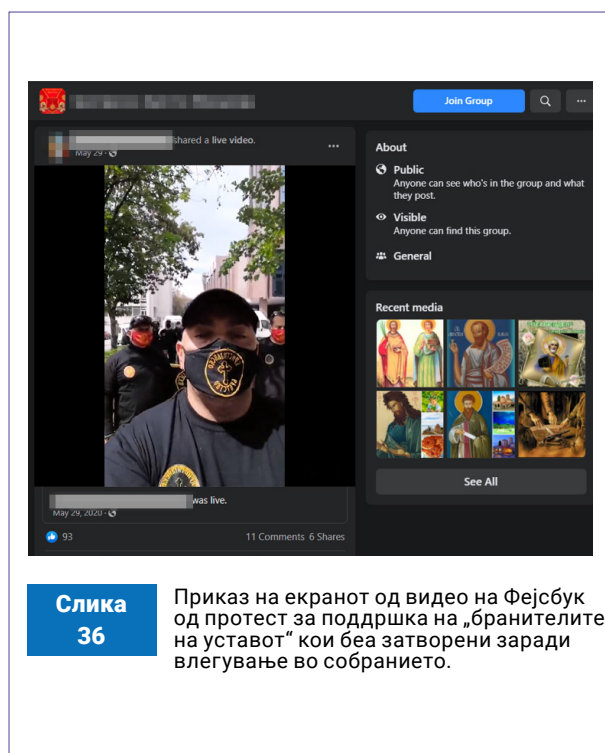 Join Group
shared a live video.
May 29
About
Public
Anyone can see who's in the group and what
they post.
Visible
Anyone can find this group.
General
Recent media
See All
was live.
May 29, 2020
93
11 Comments 6 Shares
Слика
36
Приказ на екранот од видео на Фејсбук
од протест за поддршка на „бранителите
на уставот“ кои беа затворени заради
влегување во собранието.